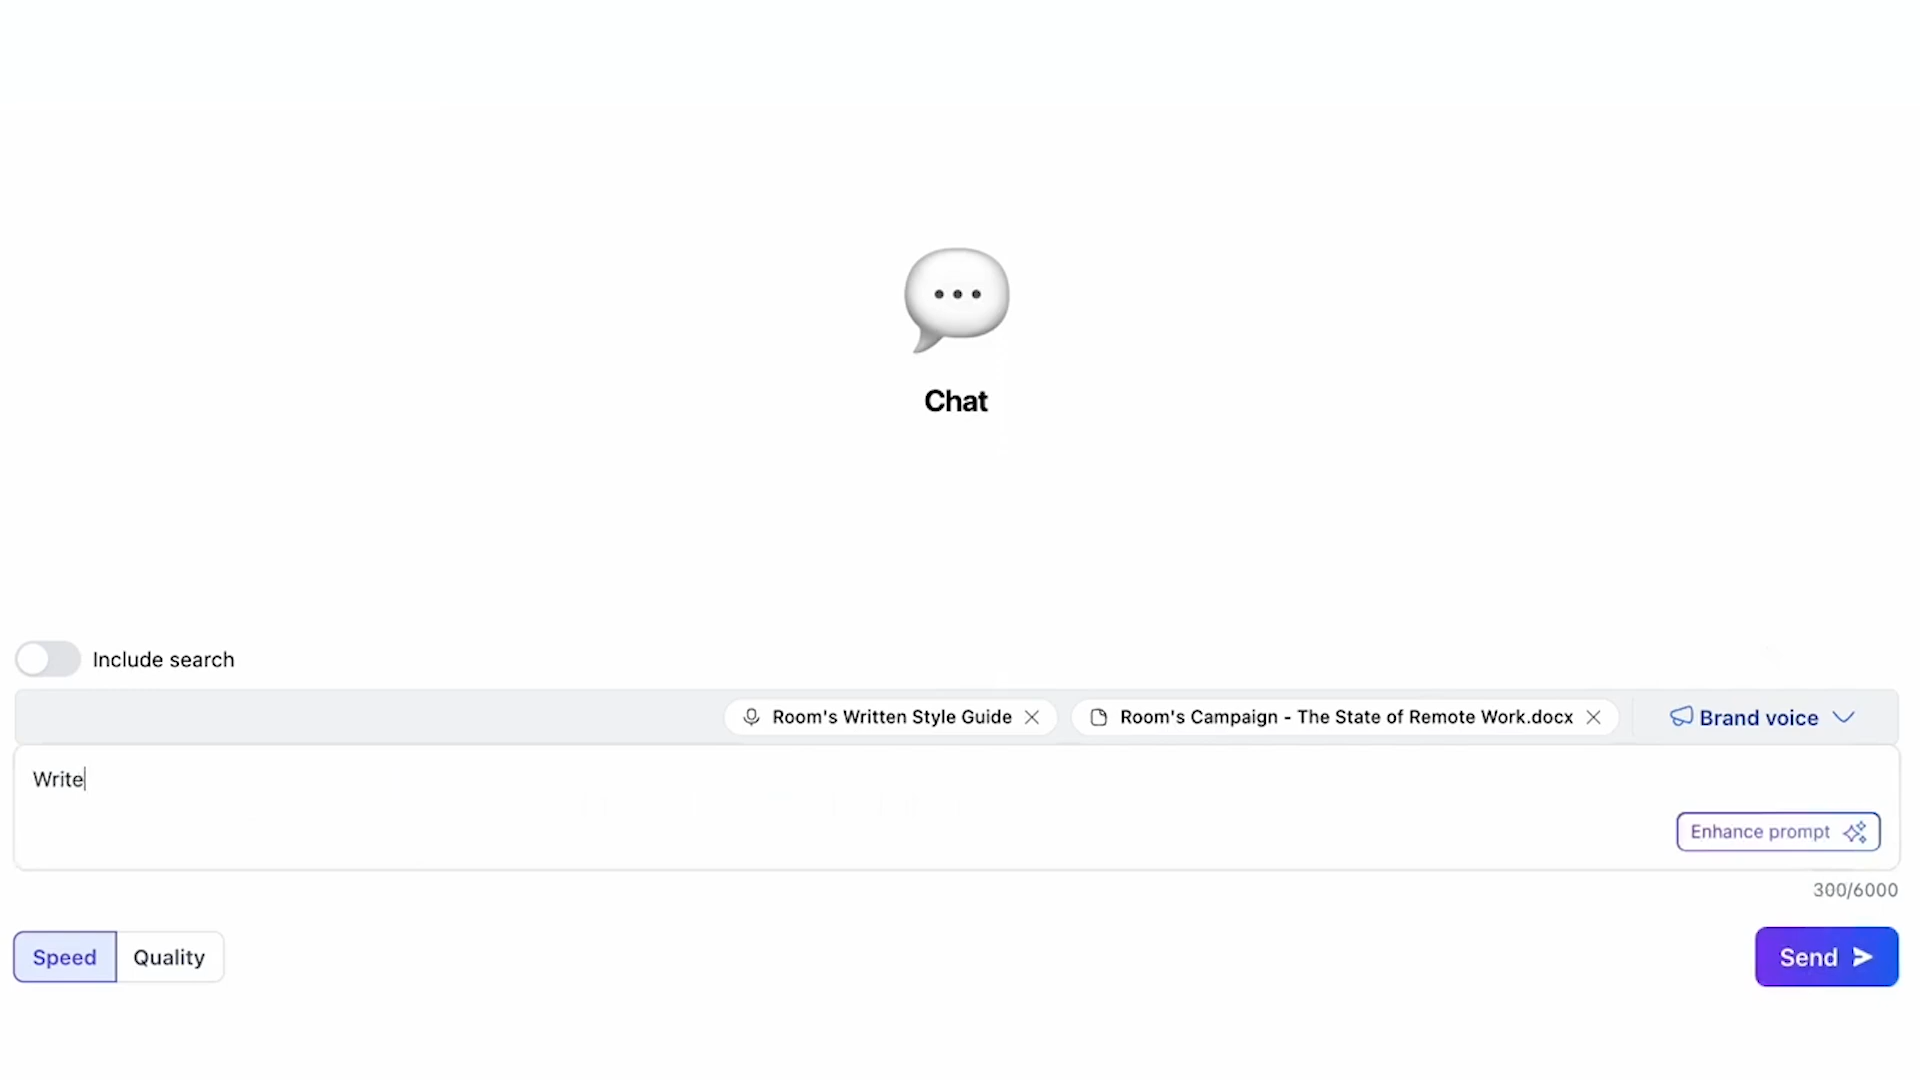 Chat
Include search
Room's Written Style Guide
Room's Campaign - The State of Remote Work.docx
Brand voice
Write
Enhance prompt
300/6000
Speed
Quality
Send